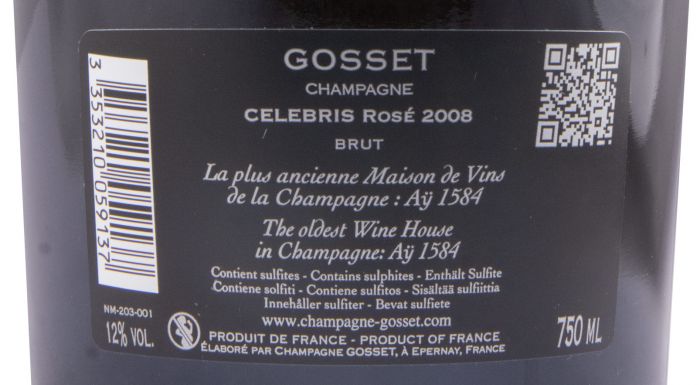 GOSSET
CHAMPAGNE
CELEBRIS ROSÉ 2008
BRUT
La plus ancienne Maison de Vins
de la Champagne : Aÿ 1584
The oldest Wine House
in Champagne: Aÿ 1584
Contient sulfites - Contains sulphites - Enthält Sulfite
Contiene solfiti - Contiene sulfitos - Sisältää sulfiittia
Innehåller sulfiter - Bevat sulfiete
www.champagne-gosset.com
PRODUIT DE FRANCE - PRODUCT OF FRANCE
ÉLABORÉ PAR CHAMPAGNE GOSSET, À EPERNAY, FRANCE
3 353210 059137
NM-203-001
12% VOL.
750 ML